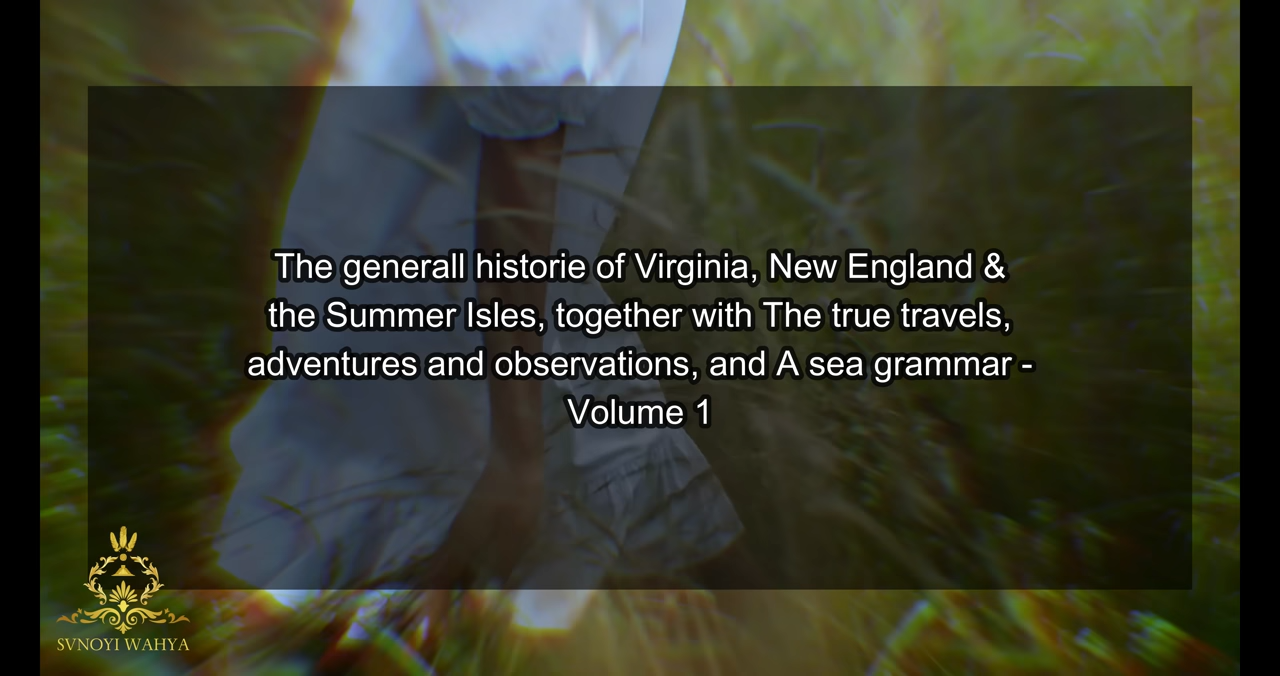 The generall historie of Virginia, New England &
the Summer Isles, together with The true travels,
adventures and observations, and A sea grammar -
Volume 1
SVNOYI WAHYA